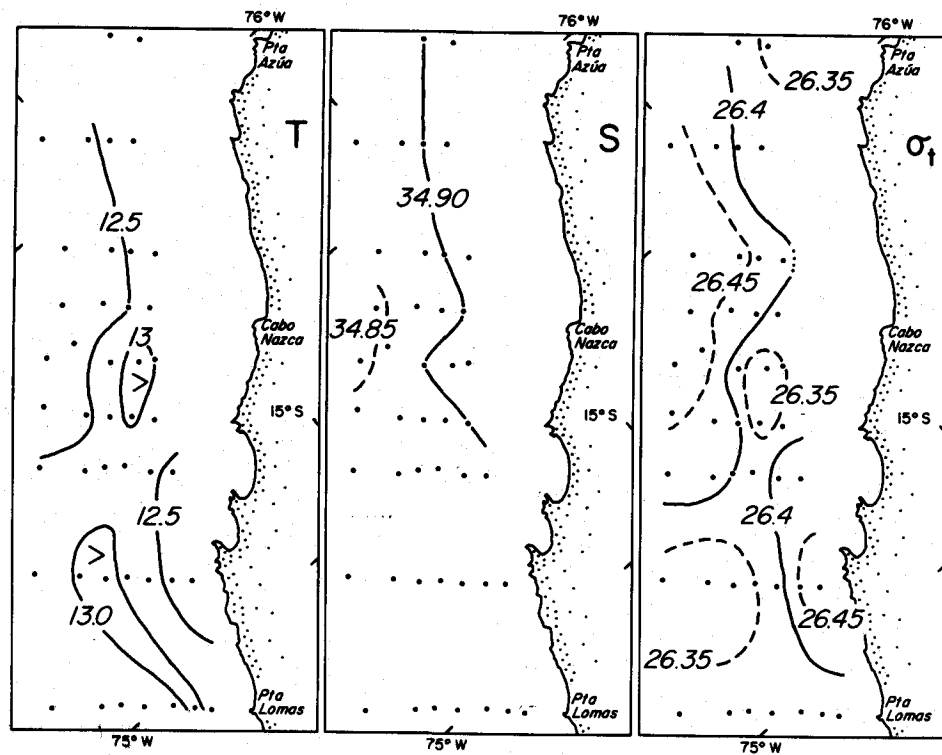 76° W
76° W
76° W
Pta
Azúa
T
12.5
13
>
Cabo
Nazca
15° S
12.5
>
13.0
Pta
Lomas
75° W
Pta
Azúa
S
34.90
34.85
Cabo
Nazca
15° S
Pta
Lomas
75° W
26.35
Pta
Azúa
26.4
σt
26.45
Cabo
Nazca
26.35
15° S
26.4
26.45
26.35
Pta
Lomas
75° W